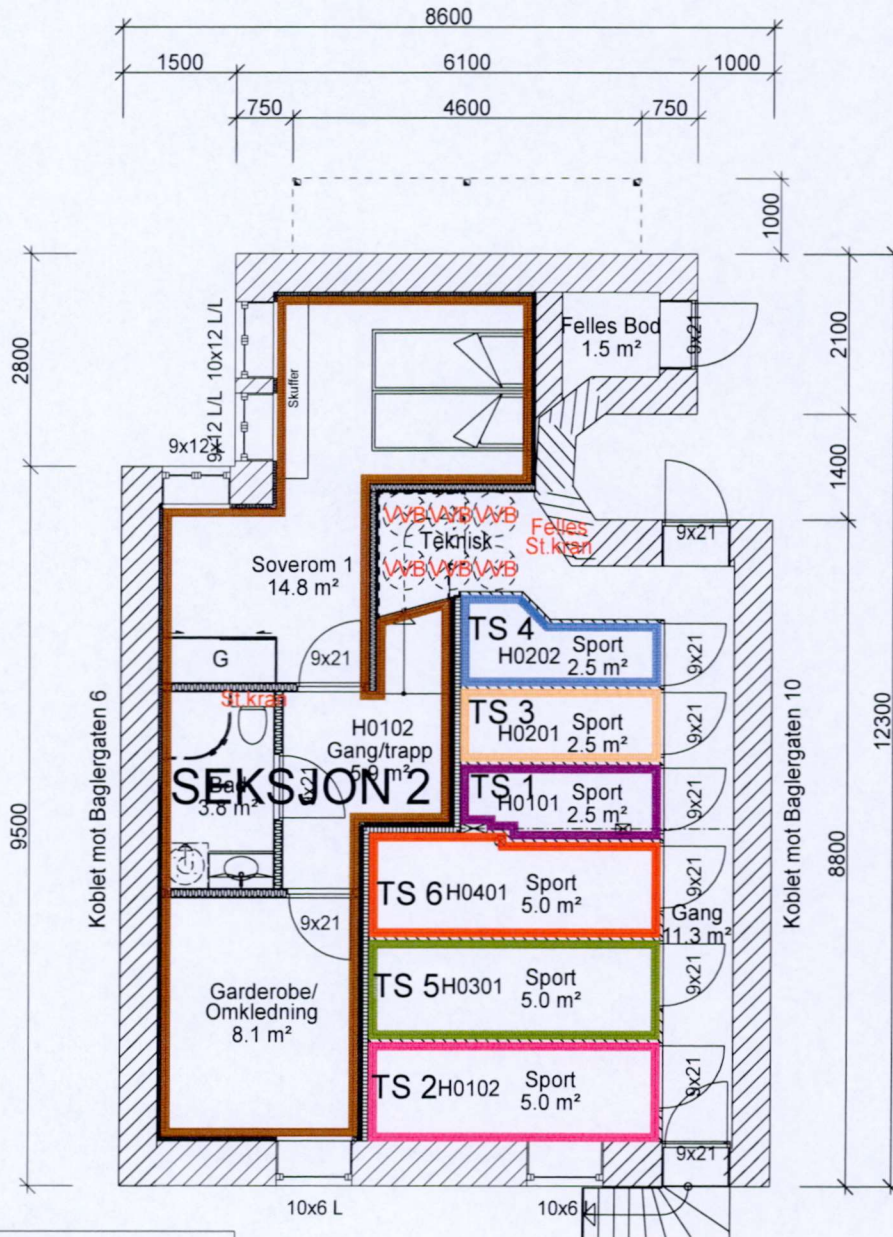 8600
1500
6100
1000
750
4600
750
1000
2800
2100
1400
12300
9500
8800
Felles Bod
1.5 m²
9x21
10x12 L/L
9x12 L/L
Skuffer
9x12
9x21
VVB VVB VVB
Teknisk
VVB VVB VVB
Felles
St.kran
Soverom 1
14.8 m²
G
9x21
St.kran
TS 4
H0202
Sport
2.5 m²
9x21
TS 3
H0201
Sport
2.5 m²
9x21
TS 1
H0101
Sport
2.5 m²
9x21
H0102
Gang/trapp
5.9 m²
Bad
3.8 m²
9x21
SEKSJON 2
TS 6 H0401
Sport
5.0 m²
9x21
Gang
11.3 m²
TS 5 H0301
Sport
5.0 m²
9x21
TS 2 H0102
Sport
5.0 m²
9x21
9x21
9x21
Garderobe/
Omkledning
8.1 m²
Koblet mot Baglergaten 6
Koblet mot Baglergaten 10
10x6 L
10x6 L